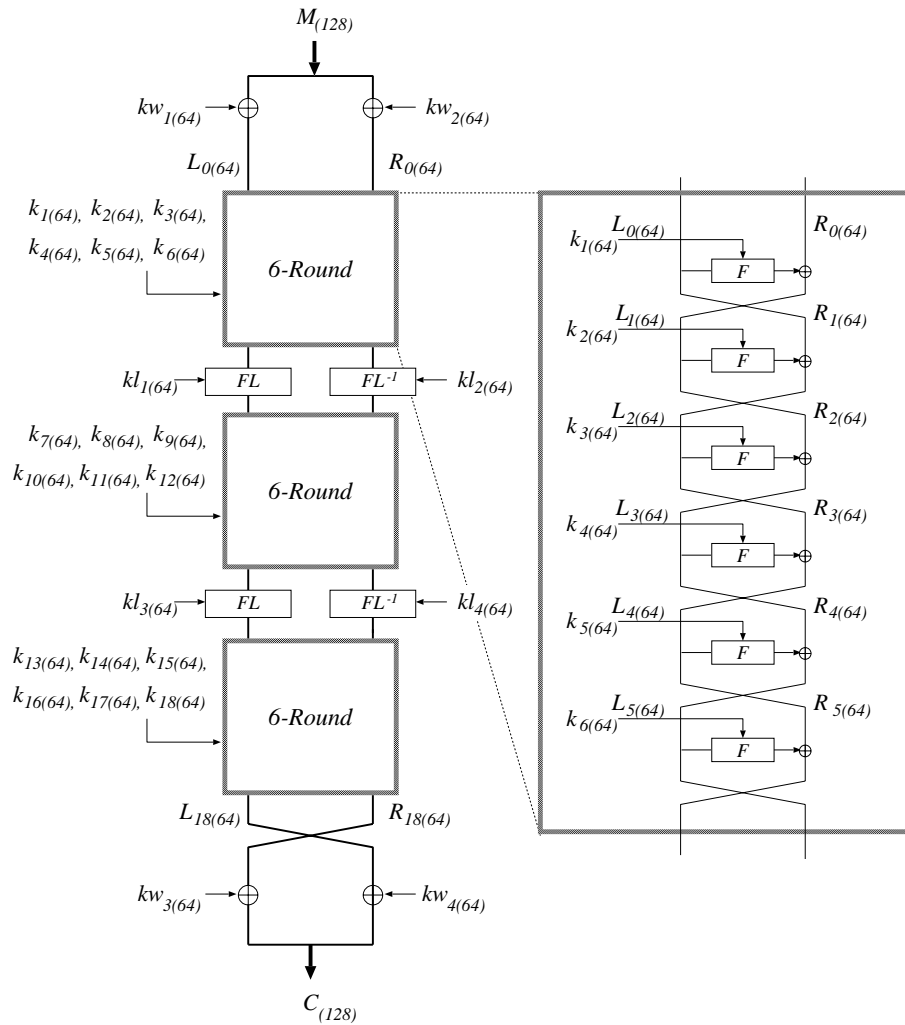 M(128)
kw1(64)
kw2(64)
L0(64)
R0(64)
k1(64), k2(64), k3(64),
k4(64), k5(64), k6(64)
6-Round
kl1(64)
FL
FL-1
kl2(64)
k7(64), k8(64), k9(64),
k10(64), k11(64), k12(64)
6-Round
kl3(64)
FL
FL-1
kl4(64)
k13(64), k14(64), k15(64),
k16(64), k17(64), k18(64)
6-Round
L18(64)
R18(64)
kw3(64)
kw4(64)
C(128)
L0(64)
R0(64)
k1(64)
F
L1(64)
R1(64)
k2(64)
F
L2(64)
R2(64)
k3(64)
F
L3(64)
R3(64)
k4(64)
F
L4(64)
R4(64)
k5(64)
F
L5(64)
R5(64)
k6(64)
F